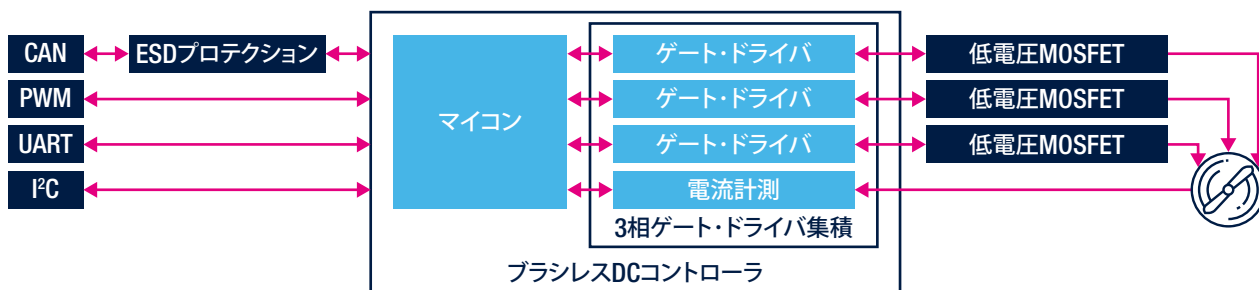 CAN
ESDプロテクション
PWM
UART
I²C
マイコン
ゲート・ドライバ
ゲート・ドライバ
ゲート・ドライバ
電流計測
3相ゲート・ドライバ集積
ブラシレスDCコントローラ
低電圧MOSFET
低電圧MOSFET
低電圧MOSFET